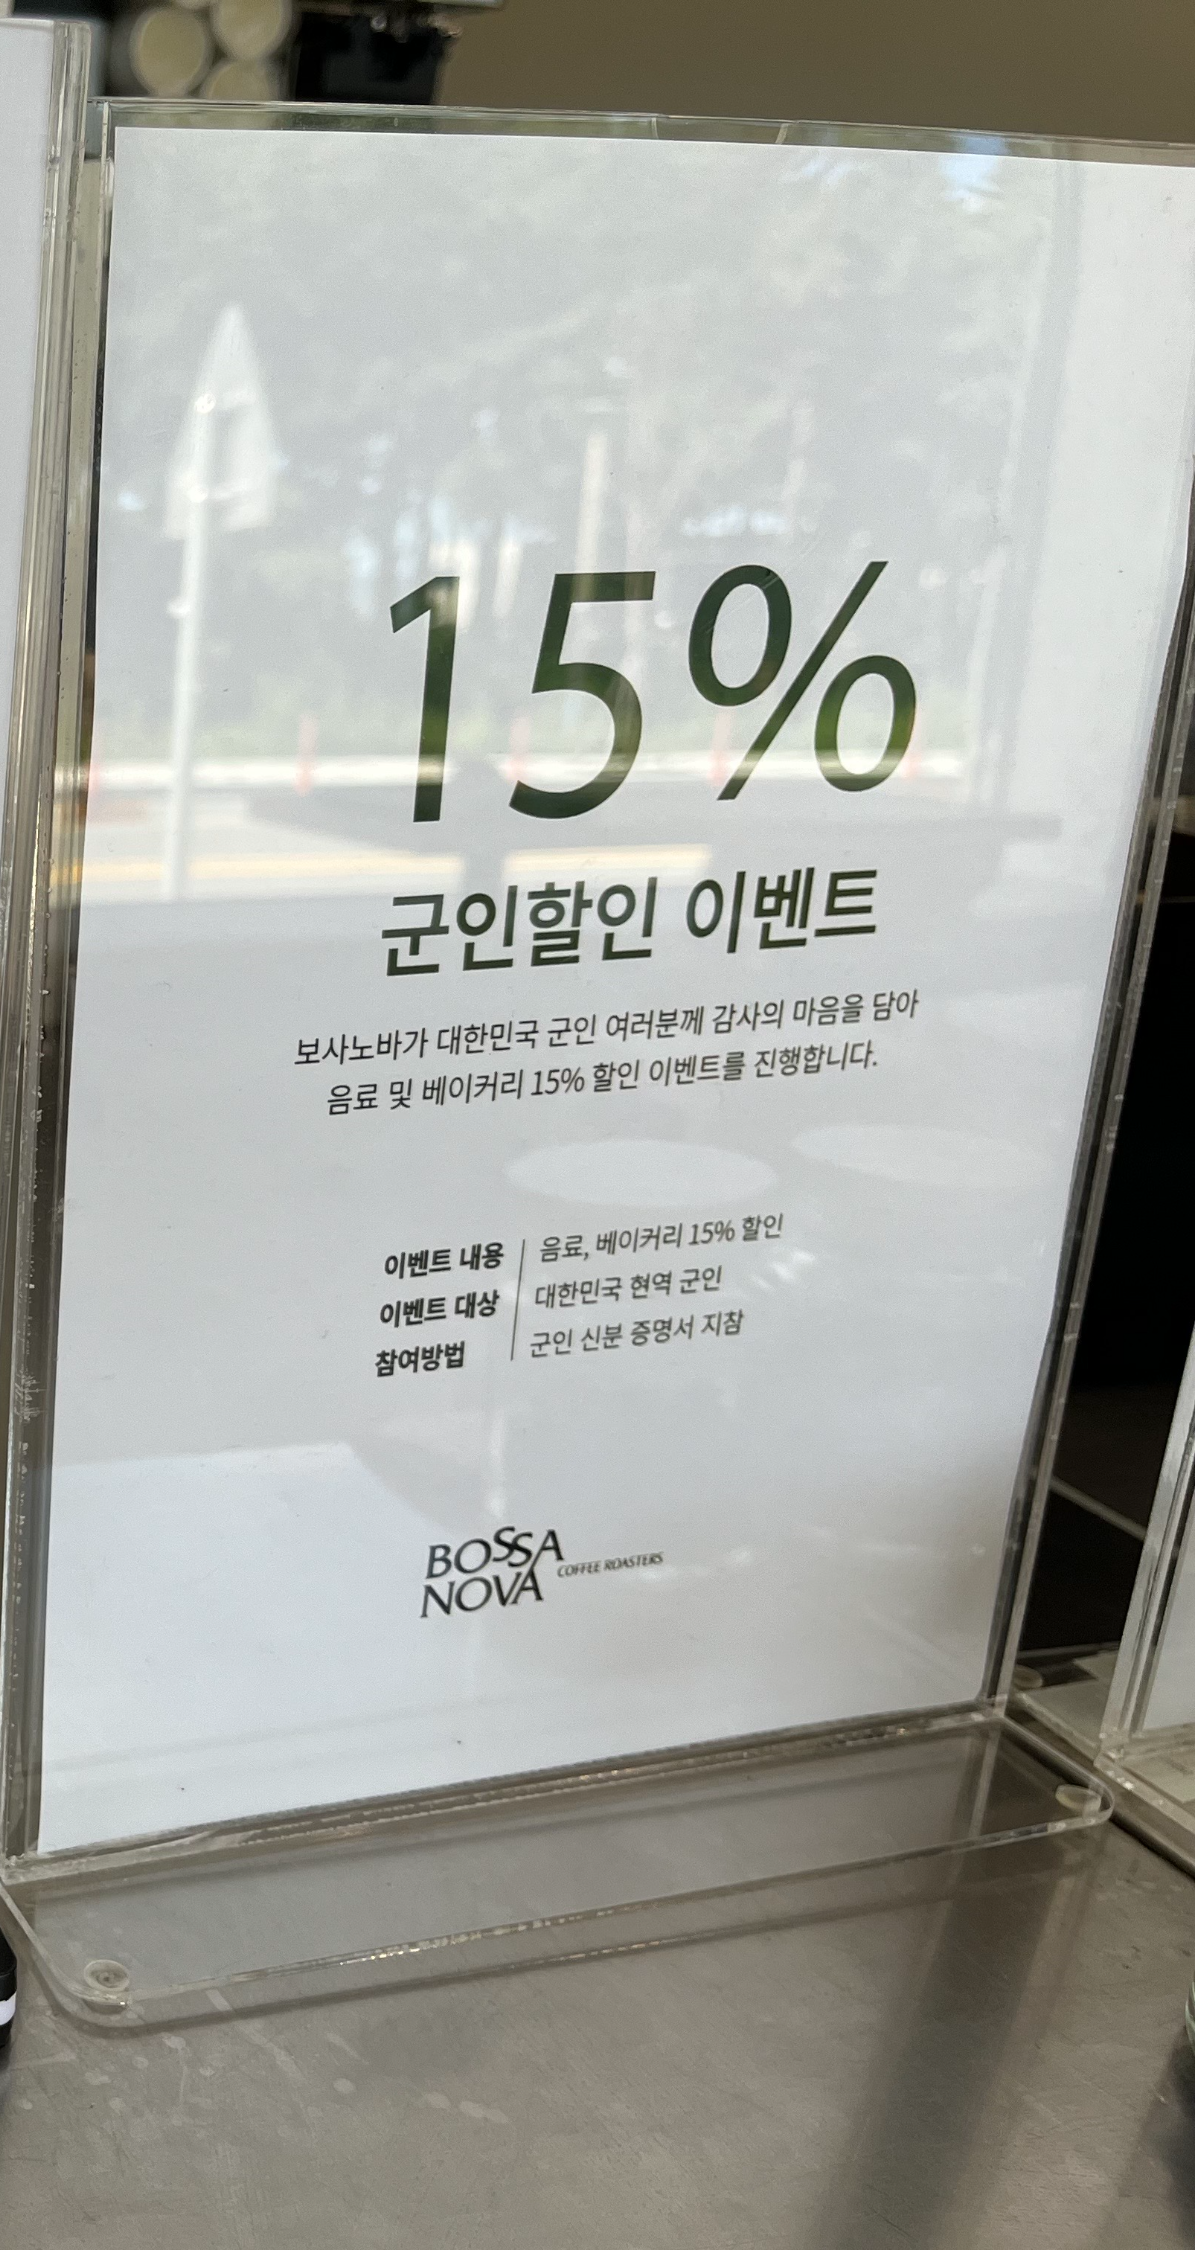 15%
군인할인 이벤트
보사노바가 대한민국 군인 여러분께 감사의 마음을 담아
음료 및 베이커리 15% 할인 이벤트를 진행합니다.
이벤트 내용 음료, 베이커리 15% 할인
이벤트 대상 대한민국 현역 군인
참여방법 군인 신분 증명서 지참
BOSSA
NOVA COFFEE ROASTERS